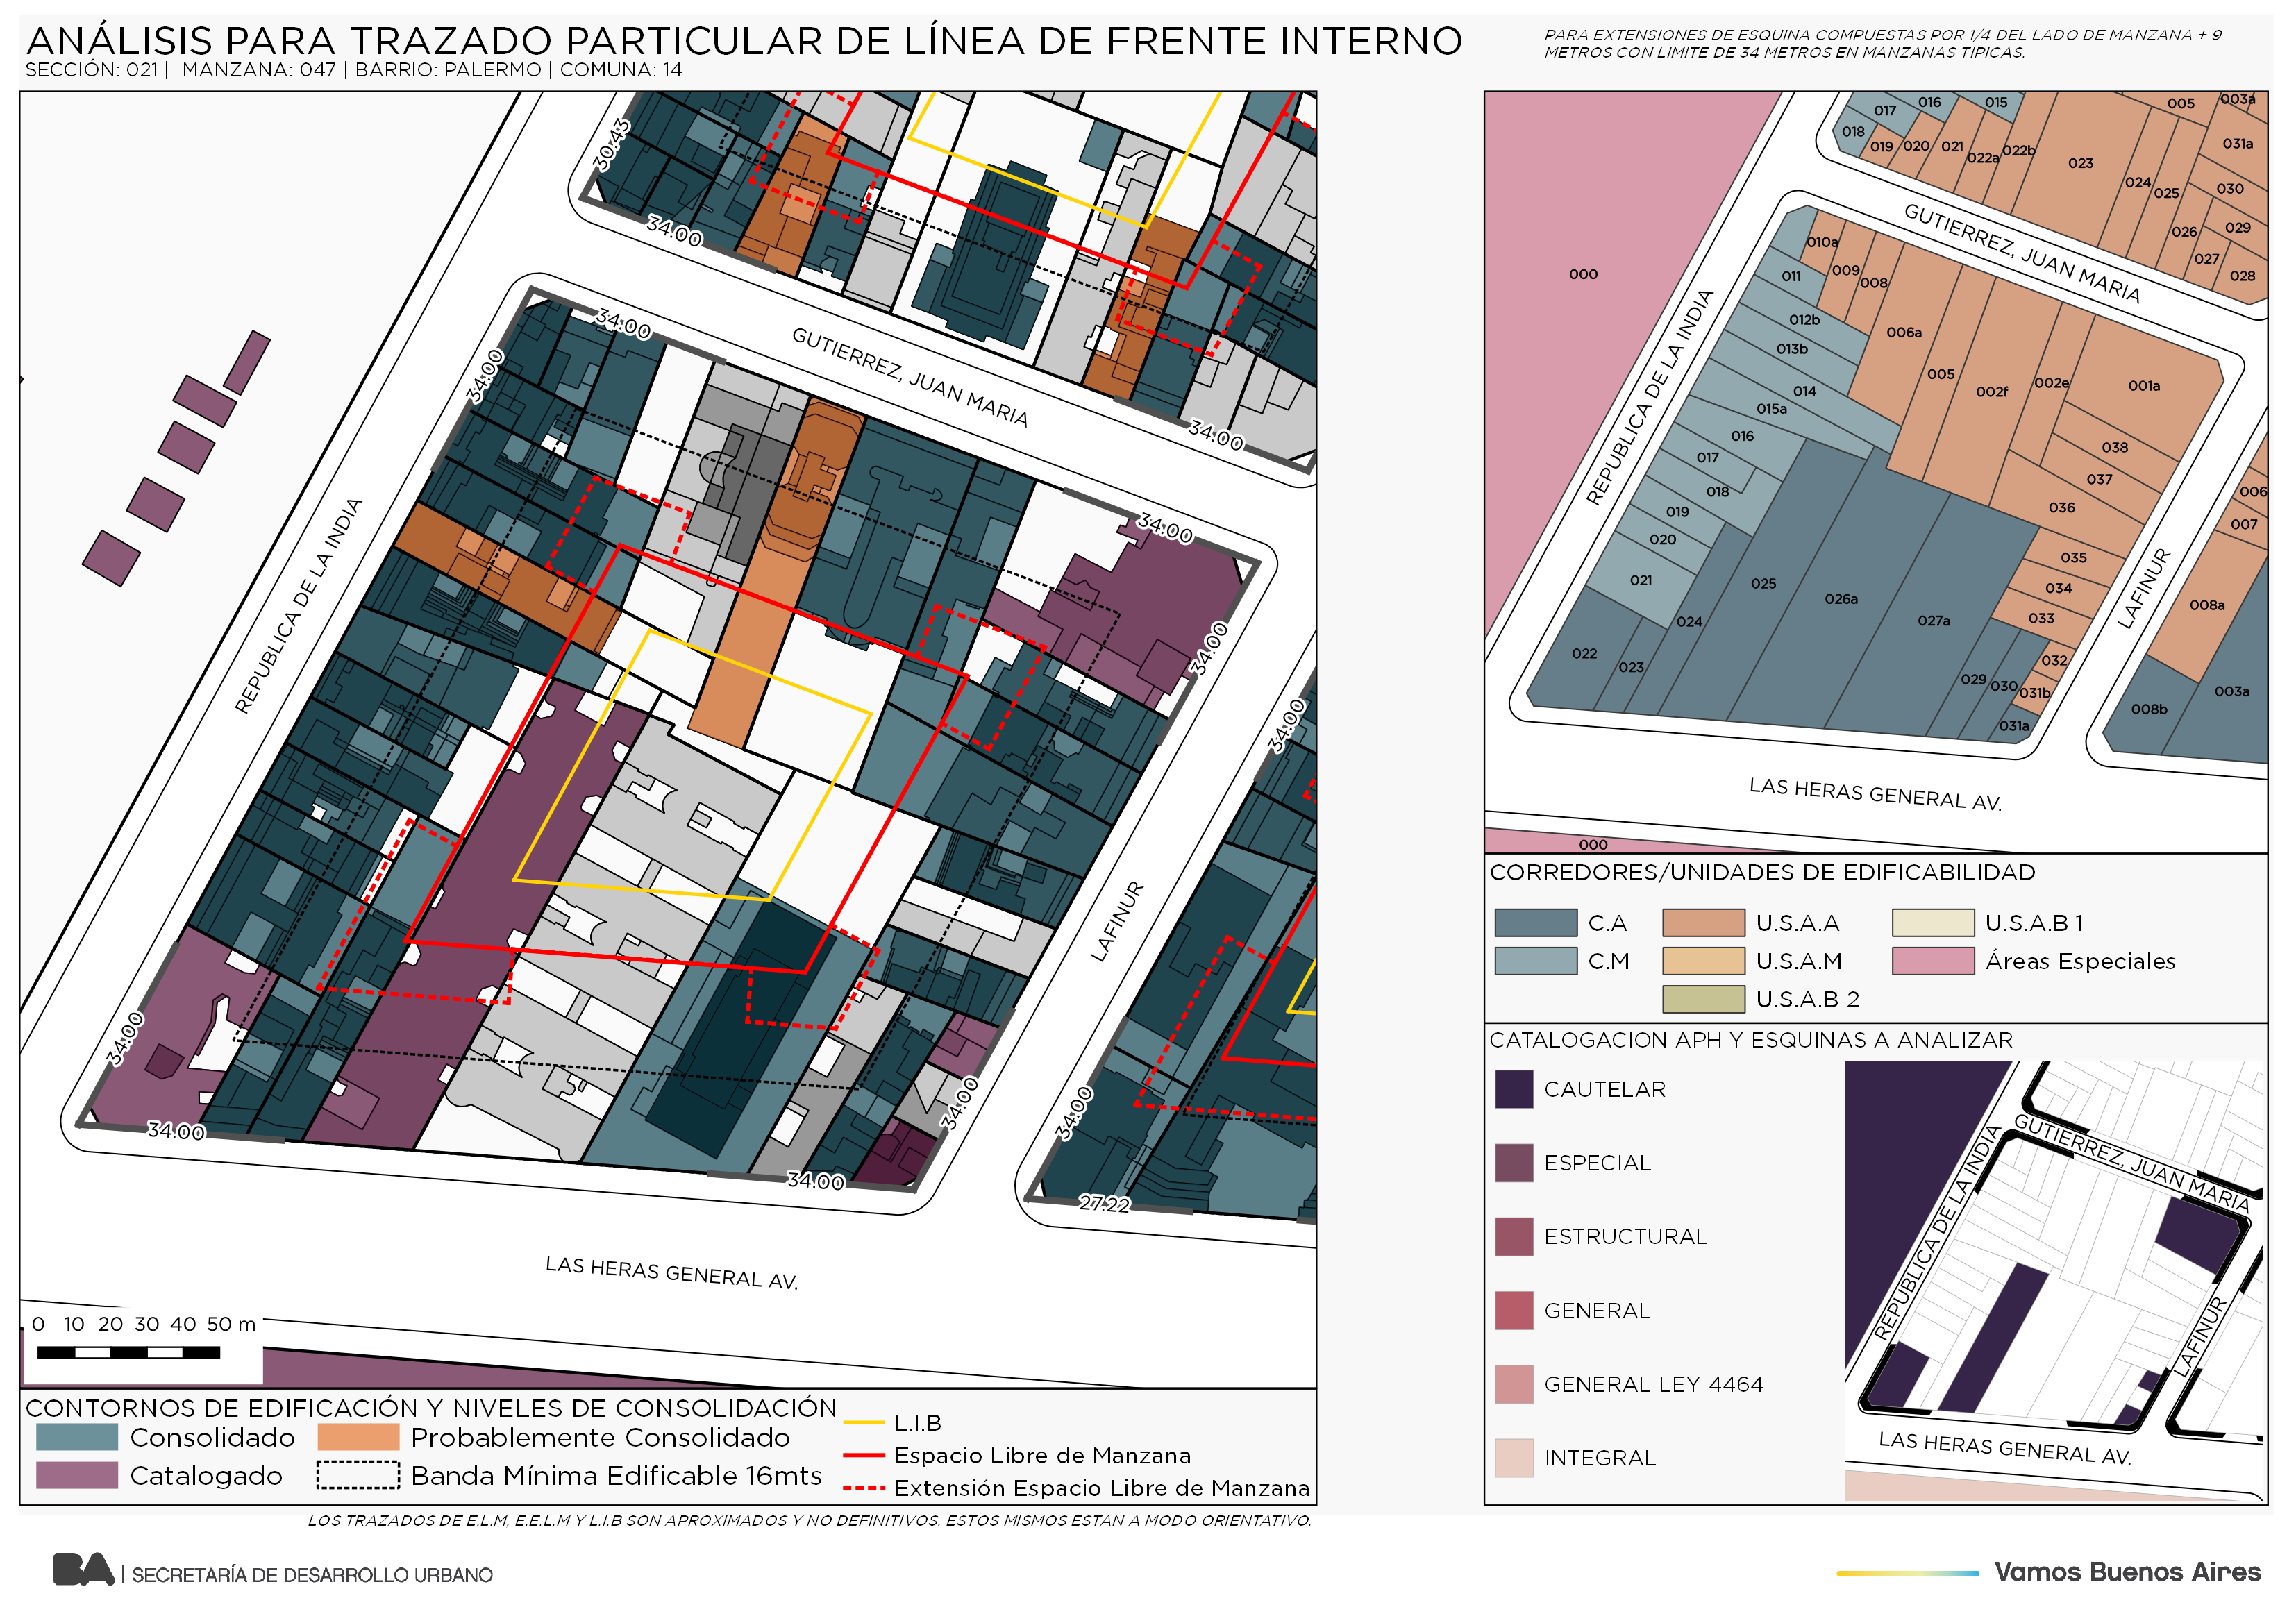 ANÁLISIS PARA TRAZADO PARTICULAR DE LÍNEA DE FRENTE INTERNO
SECCIÓN: 021 | MANZANA: 047 | BARRIO: PALERMO | COMUNA: 14
PARA EXTENSIONES DE ESQUINA COMPUESTAS POR 1/4 DEL LADO DE MANZANA + 9
METROS CON LIMITE DE 34 METROS EN MANZANAS TIPICAS.
30.43
34.00
34.00
34.00
GUTIERREZ, JUAN MARIA
34.00
34.00
REPUBLICA DE LA INDIA
34.00
34.00
LAFINUR
34.00
34.00
34.00
34.00
34.00
27.22
LAS HERAS GENERAL AV.
0 10 20 30 40 50 m
CONTORNOS DE EDIFICACIÓN Y NIVELES DE CONSOLIDACIÓN
Consolidado
Probablemente Consolidado
Catalogado
Banda Mínima Edificable 16mts
L.I.B
Espacio Libre de Manzana
Extensión Espacio Libre de Manzana
LOS TRAZADOS DE E.L.M, E.E.L.M Y L.I.B SON APROXIMADOS Y NO DEFINITIVOS. ESTOS MISMOS ESTAN A MODO ORIENTATIVO.
017 016 015 005 003a
018 019 020 021 022a 022b 023 031a
024 025 030
026 029
027 028
GUTIERREZ, JUAN MARIA
000
010a
011 009 008
012b 006a
013b
014 005 002f 002e 001a
015a
016 038
017 037
018 036
019
020 035
021 034
025 026a 033
024 027a
022 023 032
029 030 031b
031a
006
007
008a
003a
008b
REPUBLICA DE LA INDIA
LAFINUR
LAS HERAS GENERAL AV.
000
CORREDORES/UNIDADES DE EDIFICABILIDAD
C.A U.S.A.A U.S.A.B 1
C.M U.S.A.M Áreas Especiales
U.S.A.B 2
CATALOGACION APH Y ESQUINAS A ANALIZAR
CAUTELAR
ESPECIAL
ESTRUCTURAL
GENERAL
GENERAL LEY 4464
INTEGRAL
GUTIERREZ, JUAN MARIA
REPUBLICA DE LA INDIA
LAFINUR
LAS HERAS GENERAL AV.
BA | SECRETARÍA DE DESARROLLO URBANO
Vamos Buenos Aires